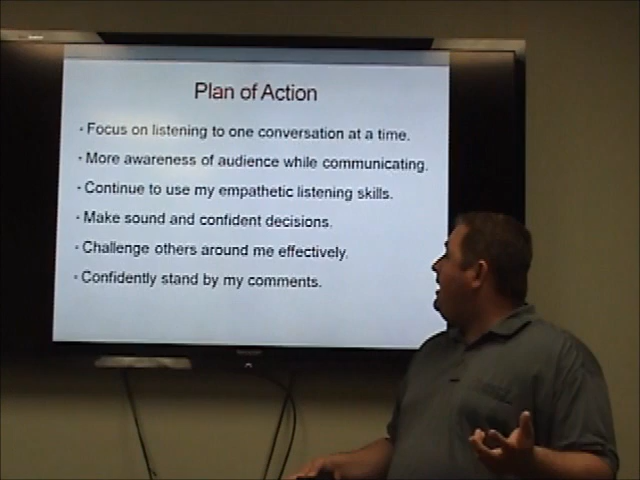 Plan of Action
• Focus on listening to one conversation at a time.
• More awareness of audience while communicating.
• Continue to use my empathetic listening skills.
• Make sound and confident decisions.
• Challenge others around me effectively.
• Confidently stand by my comments.